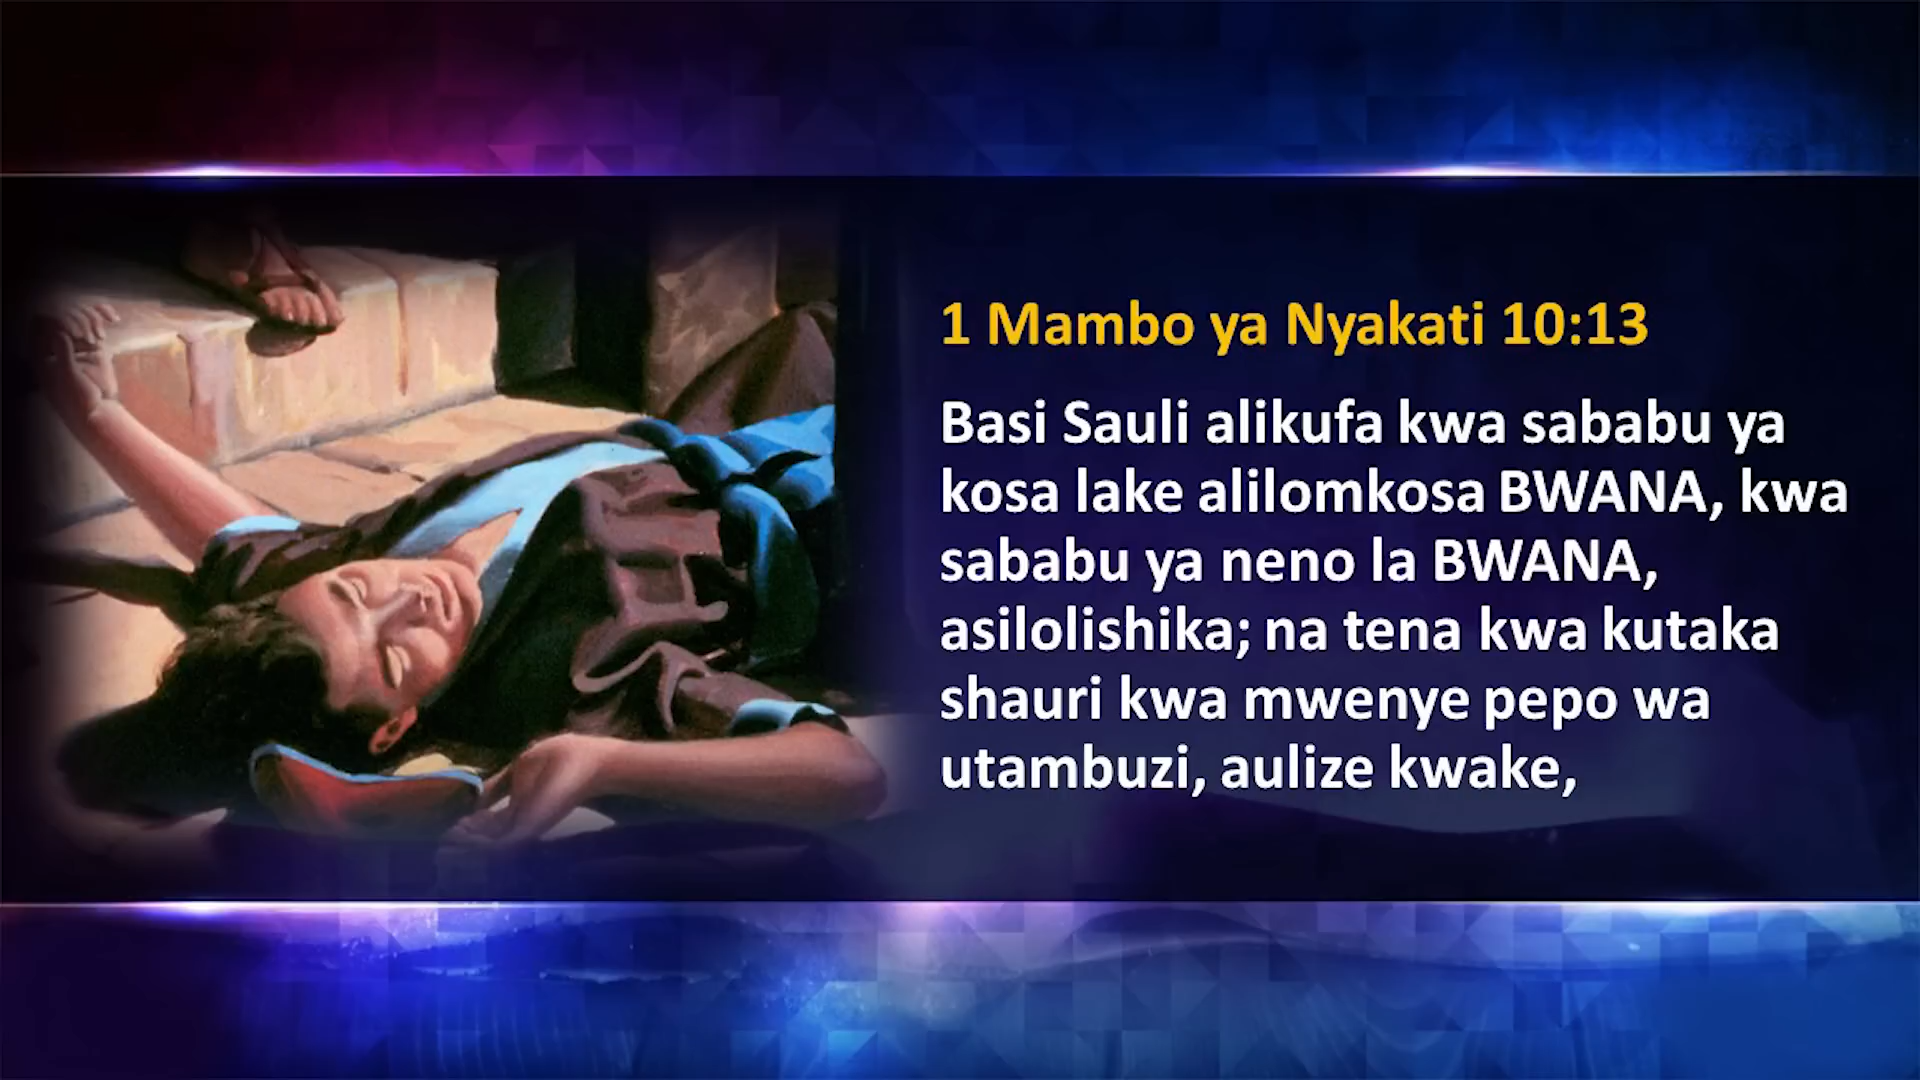 1 Mambo ya Nyakati 10:13
Basi Sauli alikufa kwa sababu ya
kosa lake alilomkosa BWANA, kwa
sababu ya neno la BWANA,
asilolishika; na tena kwa kutaka
shauri kwa mwenye pepo wa
utambuzi, aulize kwake,